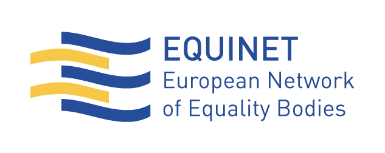 EQUINET
European Network
of Equality Bodies